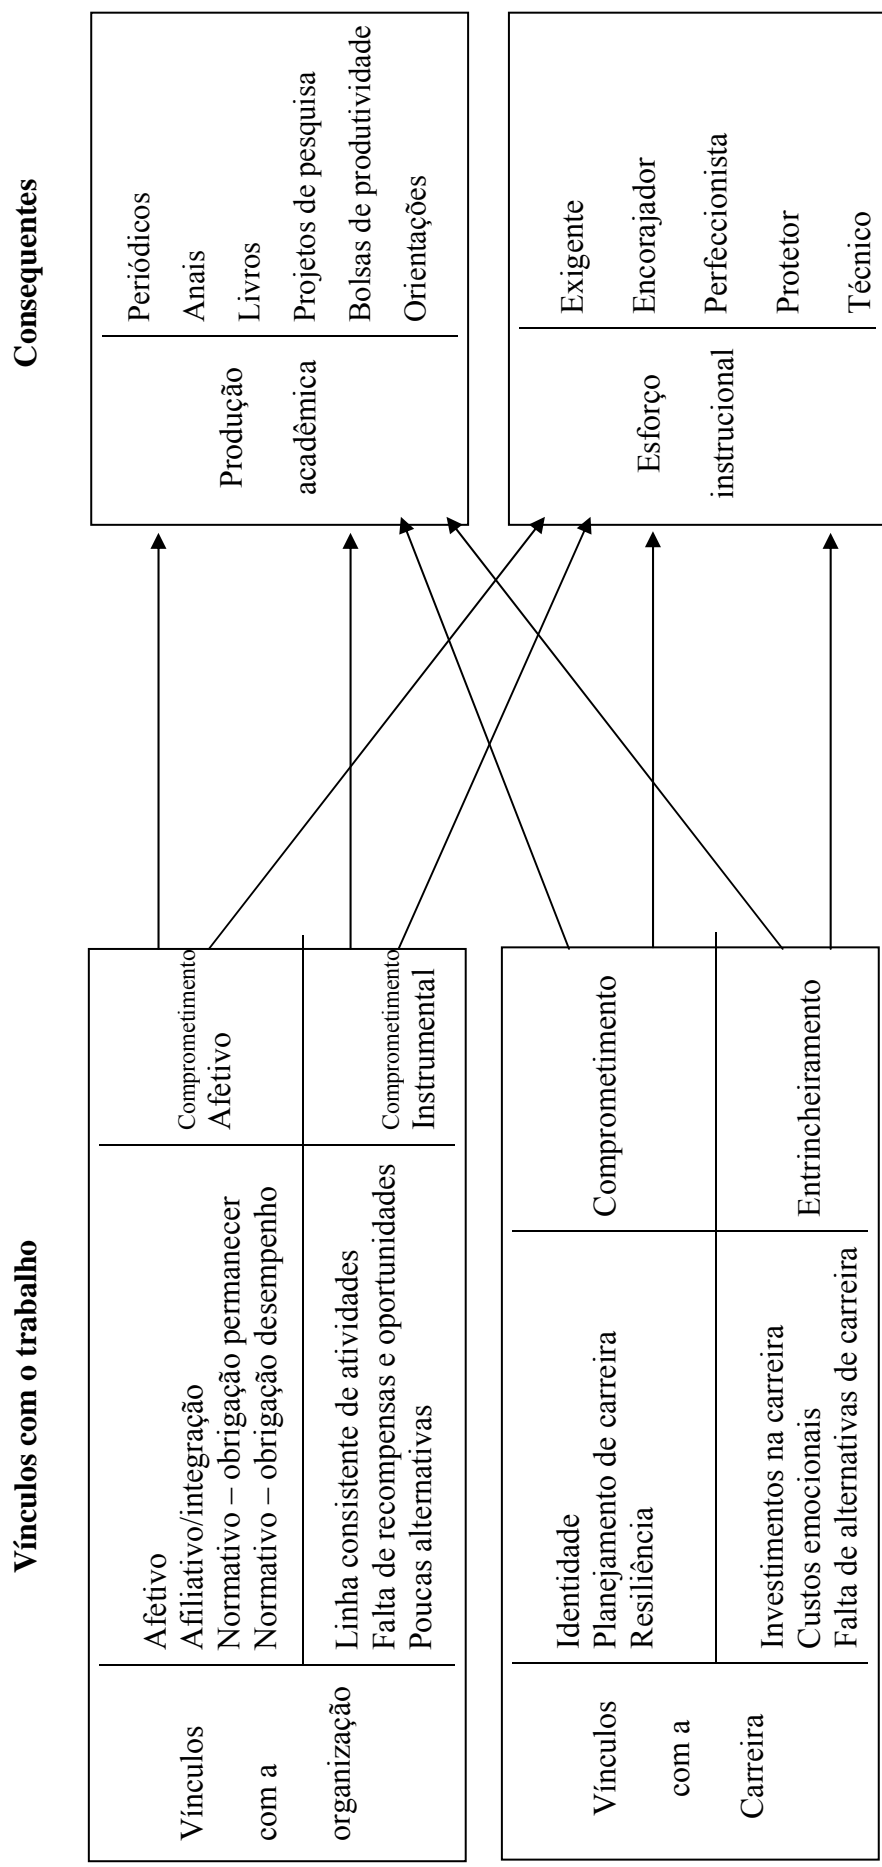 Vínculos com o trabalho
Consequentes
Vínculos
com a
organização
Afetivo
Afiliativo/integração
Normativo – obrigação permanecer
Normativo – obrigação desempenho
Comprometimento
Afetivo
Linha consistente de atividades
Falta de recompensas e oportunidades
Poucas alternativas
Comprometimento
Instrumental
Vínculos
com a
Carreira
Identidade
Planejamento de carreira
Resiliência
Comprometimento
Investimentos na carreira
Custos emocionais
Falta de alternativas de carreira
Entrincheiramento
Produção
acadêmica
Periódicos
Anais
Livros
Projetos de pesquisa
Bolsas de produtividade
Orientações
Esforço
instrucional
Exigente
Encorajador
Perfeccionista
Protetor
Técnico